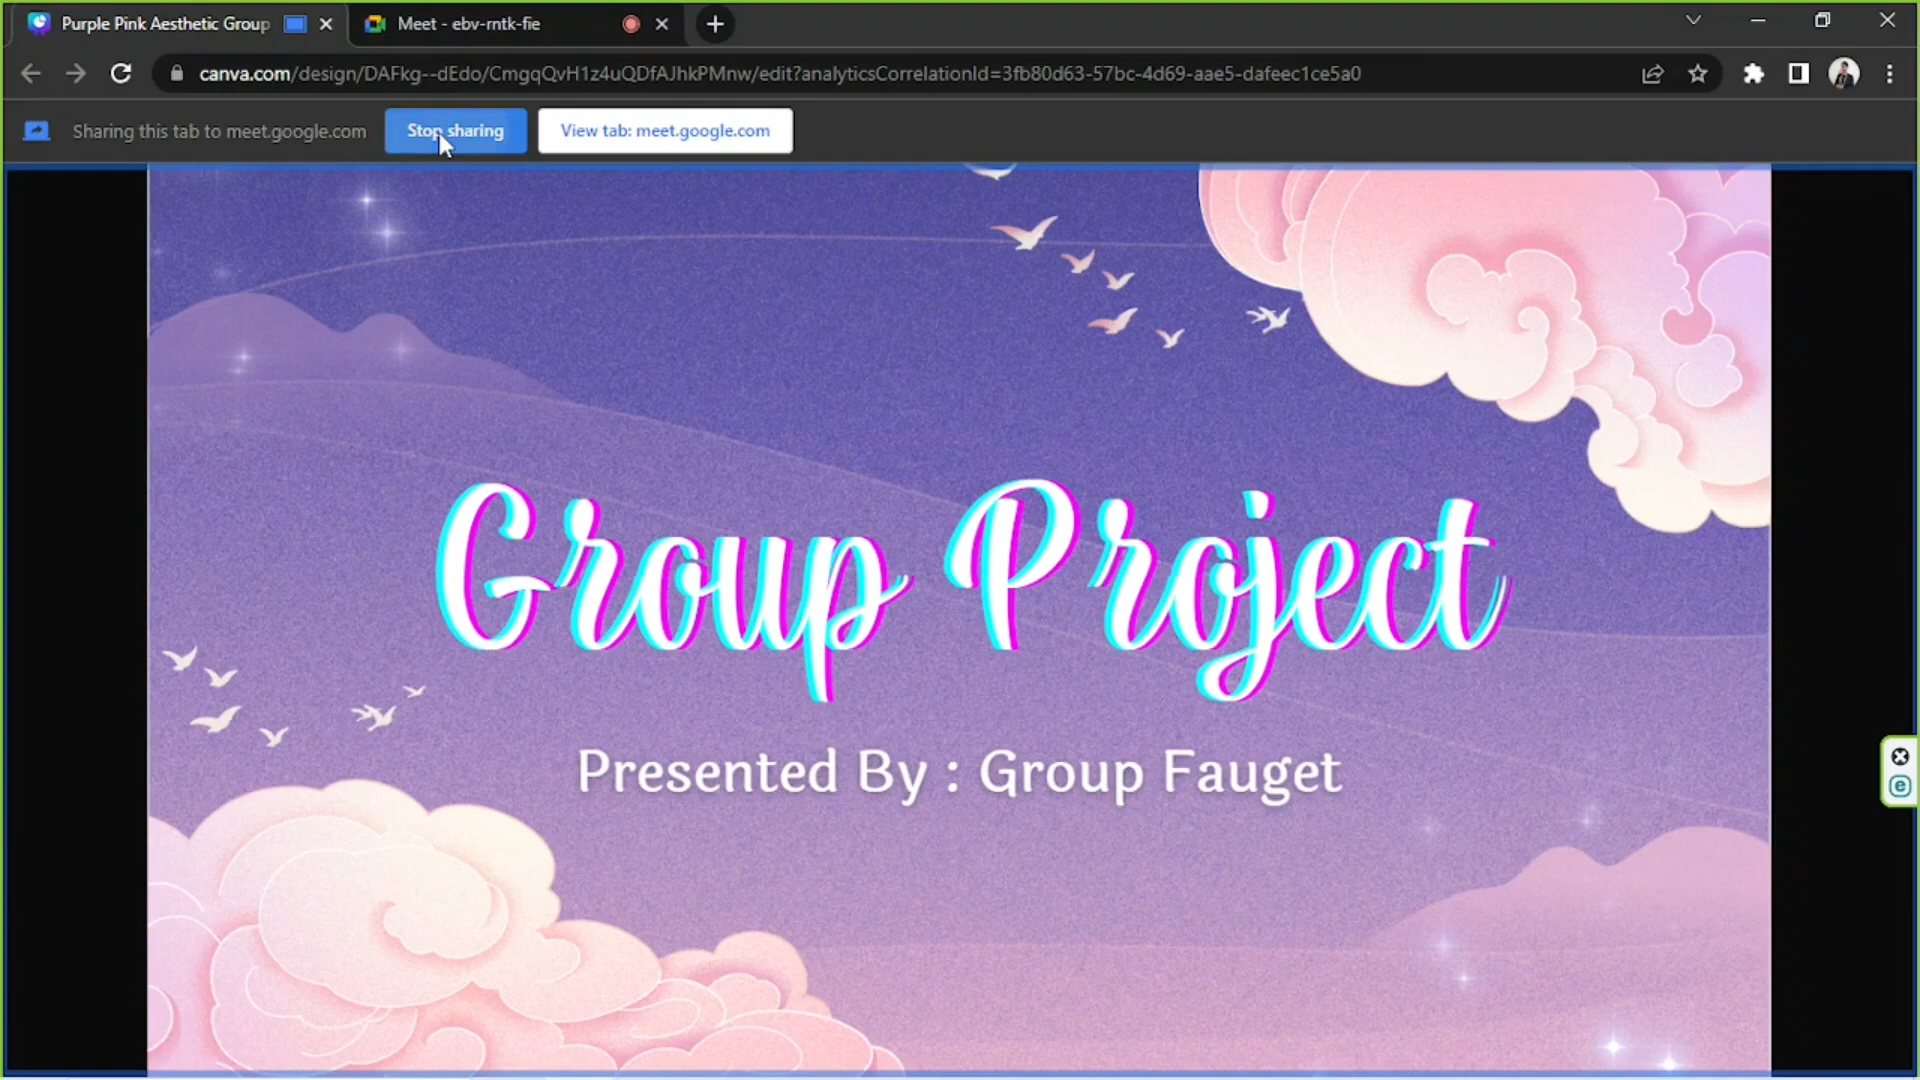 Purple Pink Aesthetic Group
Meet - ebv-rntk-fie
canva.com/design/DAFkg--dEdo/CmgqQvH1z4uQDfAJhkPMnw/edit?analyticsCorrelationId=3fb80d63-57bc-4d69-aae5-dafeec1ce5a0
Sharing this tab to meet.google.com
Stop sharing
View tab: meet.google.com
Group Project
Presented By : Group Fauget